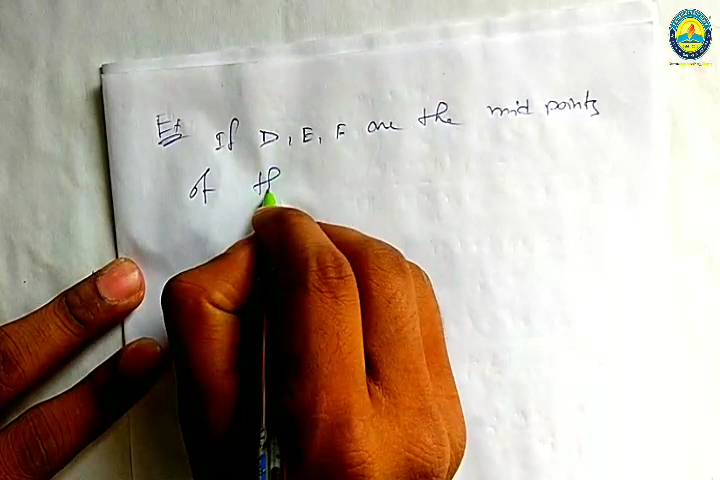 Ex If D, E, F are the mid points
of th